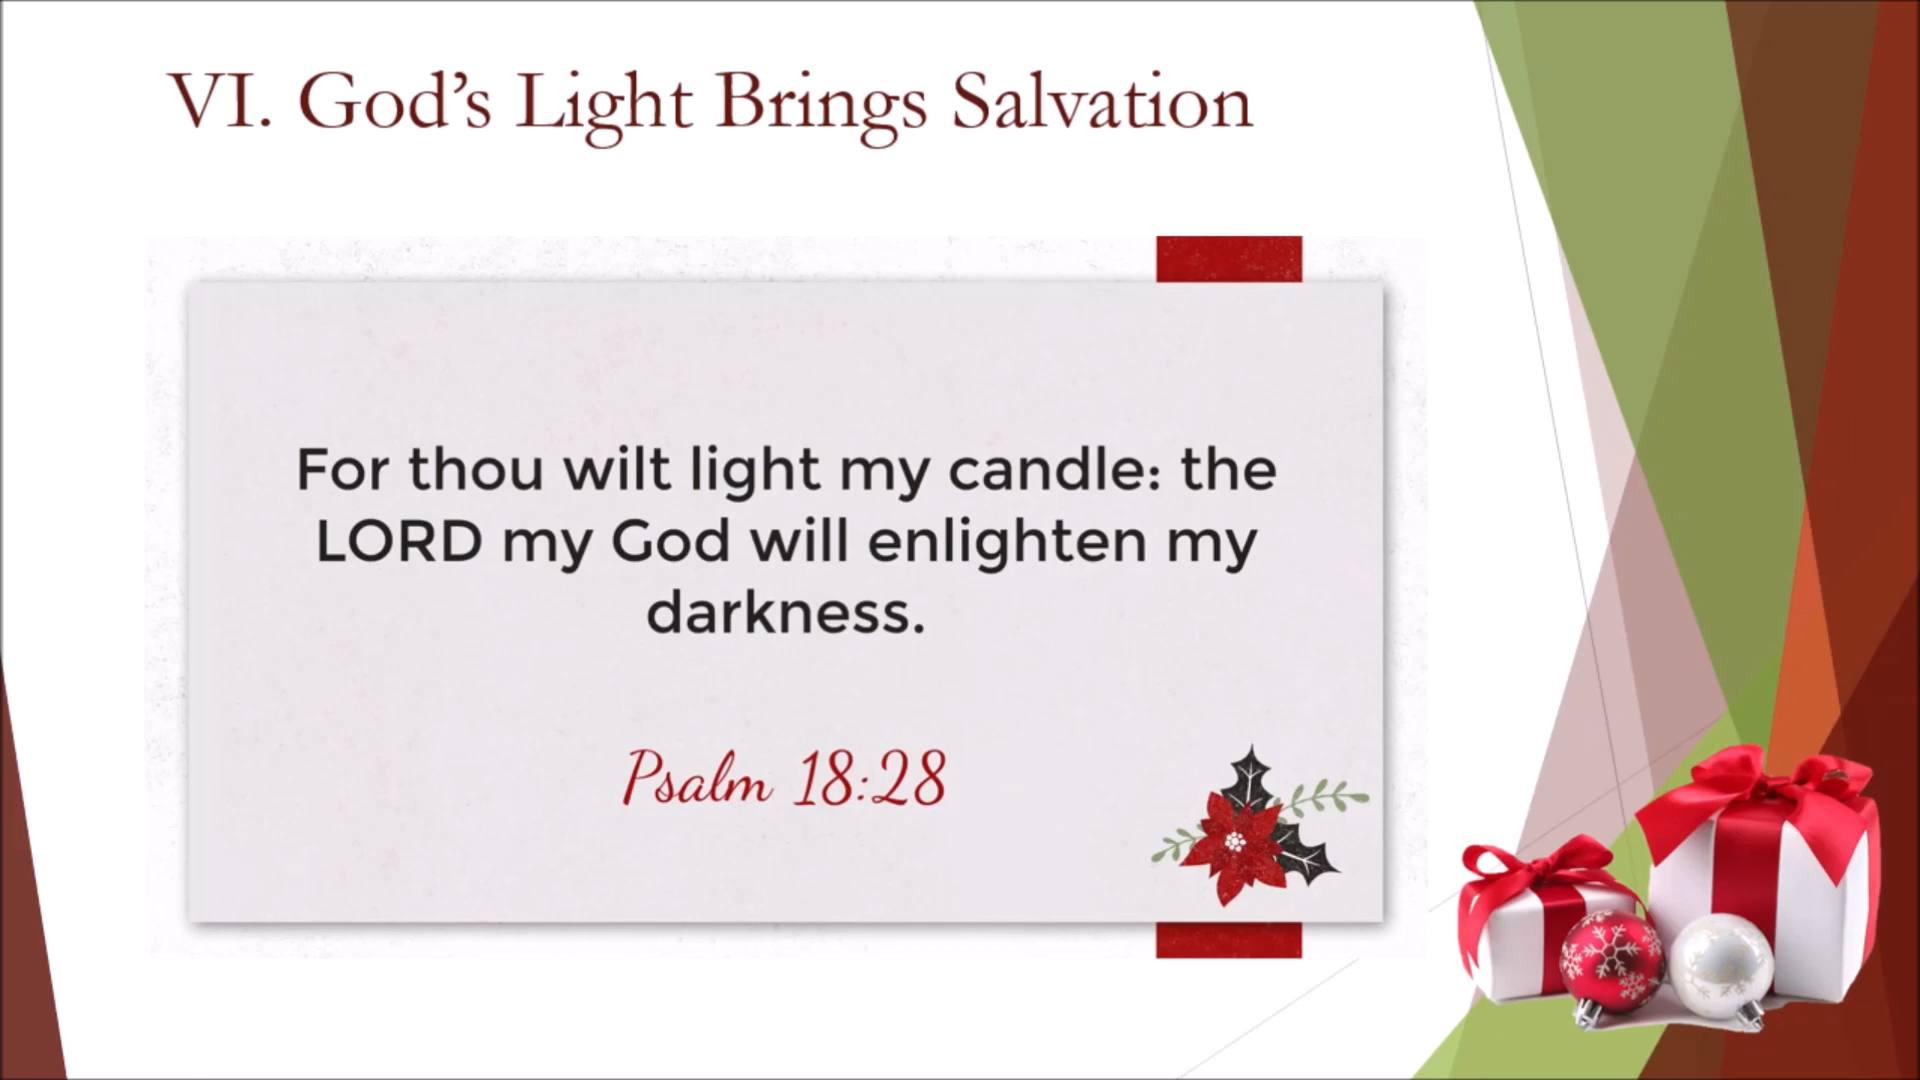 VI. God’s Light Brings Salvation
For thou wilt light my candle: the
LORD my God will enlighten my
darkness.
Psalm 18:28